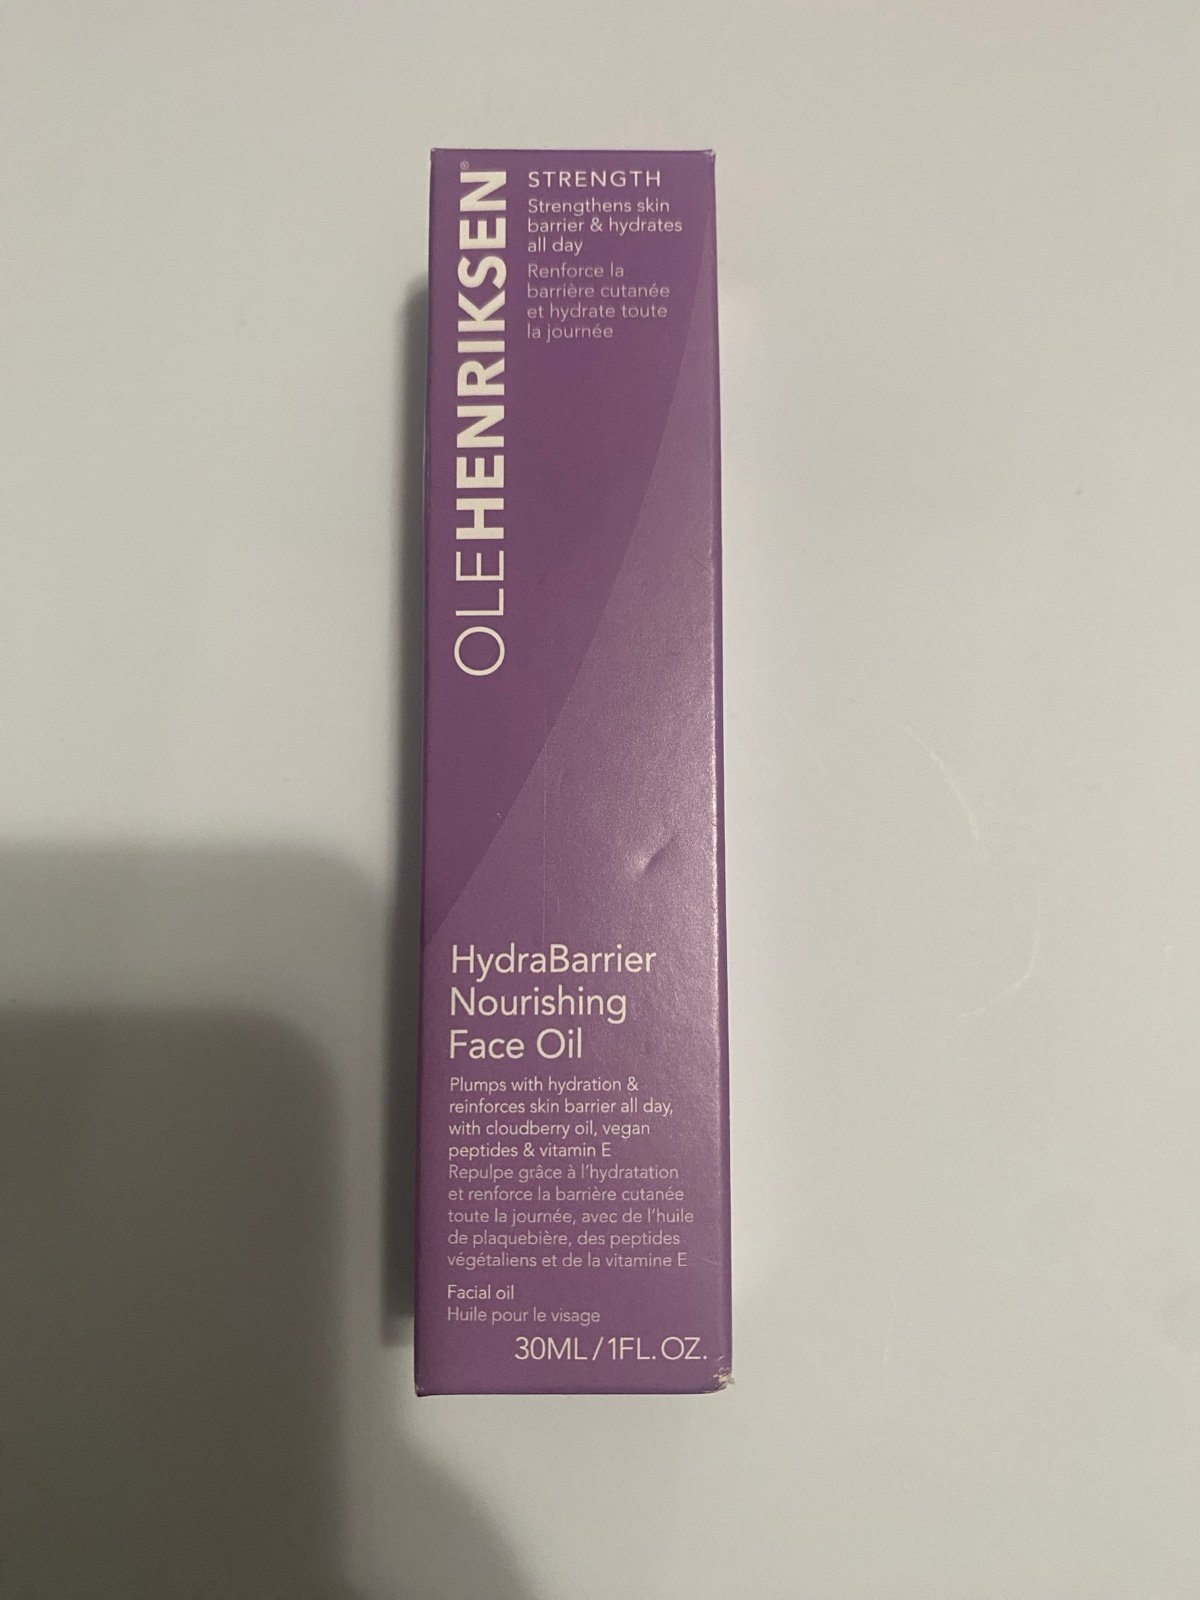 OLEHENRIKSEN®
STRENGTH
Strengthens skin
barrier & hydrates
all day
Renforce la
barrière cutanée
et hydrate toute
la journée
HydraBarrier
Nourishing
Face Oil
Plumps with hydration &
reinforces skin barrier all day,
with cloudberry oil, vegan
peptides & vitamin E
Repulpe grâce à l'hydratation
et renforce la barrière cutanée
toute la journée, avec de l'huile
de plaquebière, des peptides
végétaliens et de la vitamine E
Facial oil
Huile pour le visage
30ML/1FL.OZ.